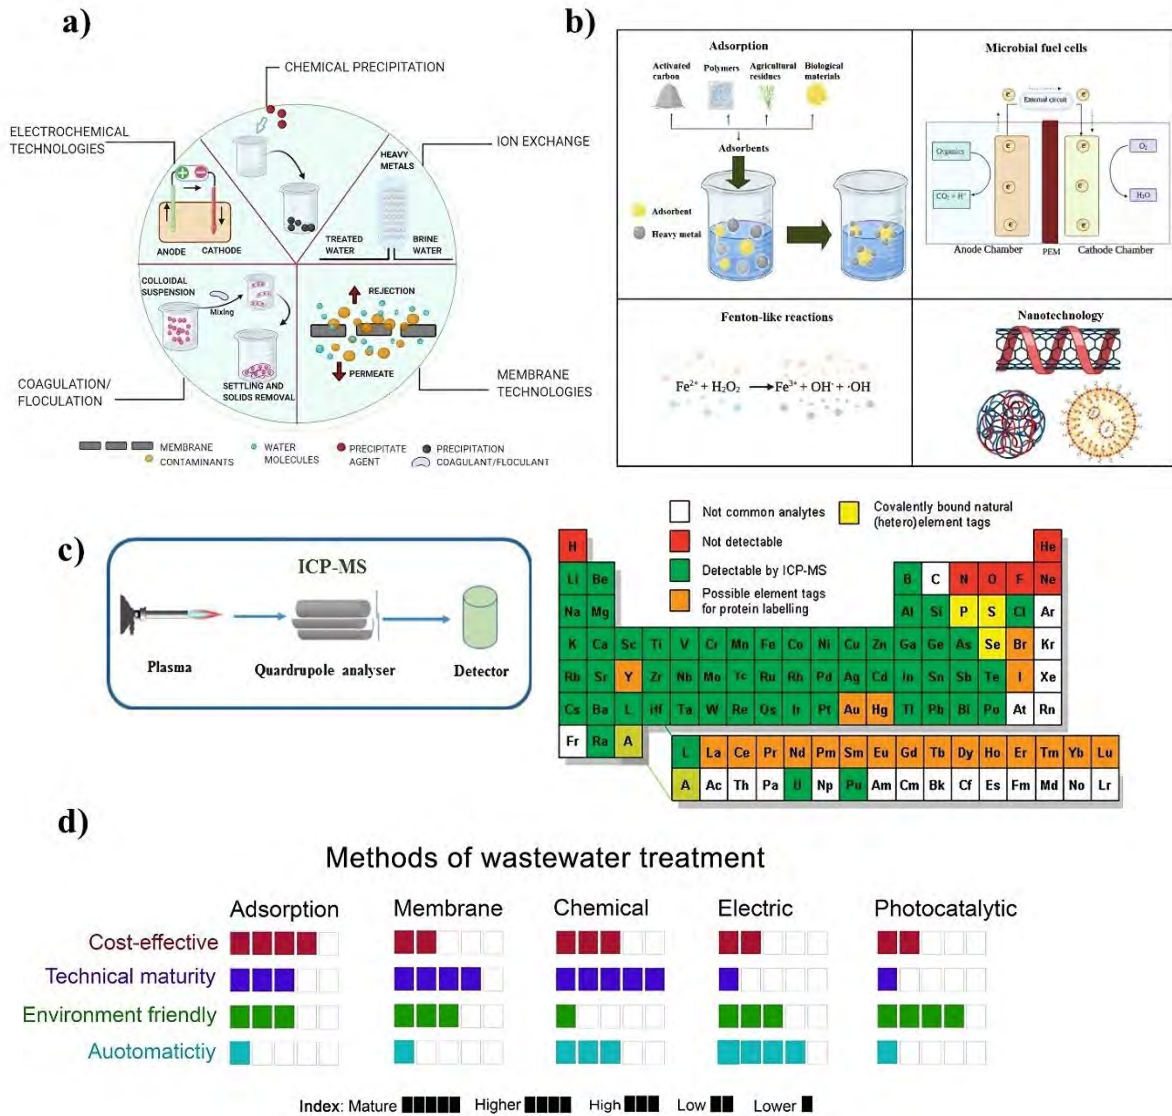 a)
CHEMICAL PRECIPITATION
ELECTROCHEMICAL
TECHNOLOGIES
ION EXCHANGE
HEAVY
METALS
ANODE
CATHODE
TREATED
WATER
BRINE
WATER
COLLOIDAL
SUSPENSION
Mixing
REJECTION
PERMEATE
SETTLING AND
SOLIDS REMOVAL
COAGULATION/
FLOCULATION
MEMBRANE
TECHNOLOGIES
MEMBRANE
CONTAMINANTS
WATER
MOLECULES
PRECIPITATE
AGENT
PRECIPITATION
COAGULANT/FLOCULANT
b)
Adsorption
Activated
carbon
Polymers
Agricultural
residues
Biological
materials
Adsorbents
Adsorbent
Heavy metal
Microbial fuel cells
e⁻ e⁻
External circuit
e⁻ e⁻
Organics
O₂
e⁻ e⁻
CO₂ + H⁺
H₂O
e⁻ e⁻
Anode Chamber
PEM
Cathode Chamber
Fenton-like reactions
Fe²⁺ + H₂O₂ → Fe³⁺ + OH⁻ + ·OH
Nanotechnology
c)
ICP-MS
Plasma
Quadrupole analyser
Detector
Not common analytes
Covalently bound natural
(hetero)element tags
Not detectable
Detectable by ICP-MS
Possible element tags
for protein labelling
H He
Li Be B C N O F Ne
Na Mg Al Si P S Cl Ar
K Ca Sc Ti V Cr Mn Fe Co Ni Cu Zn Ga Ge As Se Br Kr
Rb Sr Y Zr Nb Mo Tc Ru Rh Pd Ag Cd In Sn Sb Te I Xe
Cs Ba L Hf Ta W Re Os Ir Pt Au Hg Tl Pb Bi Po At Rn
Fr Ra A
L La Ce Pr Nd Pm Sm Eu Gd Tb Dy Ho Er Tm Yb Lu
A Ac Th Pa U Np Pu Am Cm Bk Cf Es Fm Md No Lr
d)
Methods of wastewater treatment
Adsorption Membrane Chemical Electric Photocatalytic
Cost-effective
Technical maturity
Environment friendly
Auotomatictiy
Index: Mature Higher High Low Lower